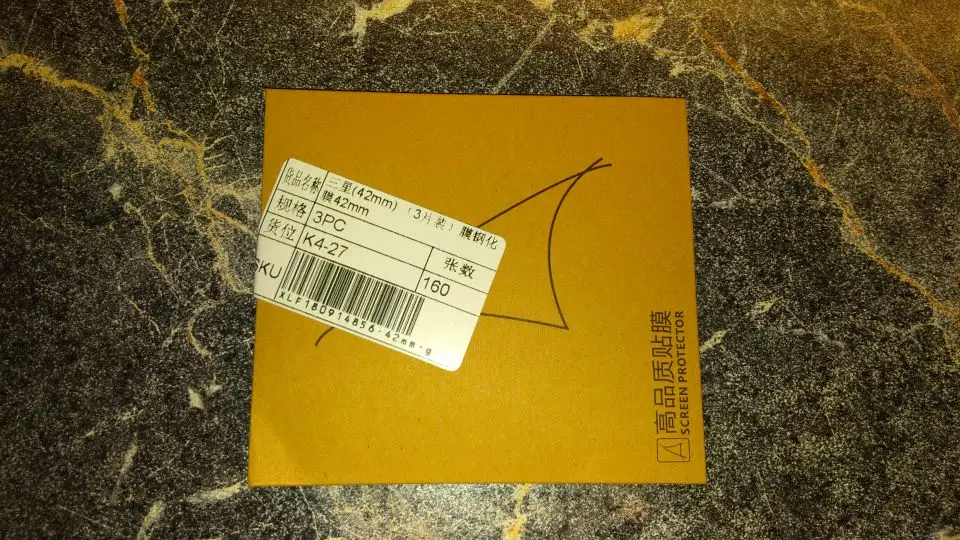 货品名称 三星(42mm)（3片装）膜钢化
膜42mm
规格 3PC 张数
货位 K4-27 160
SKU
XLF180914856-42mm-g
高品质贴膜
SCREEN PROTECTOR